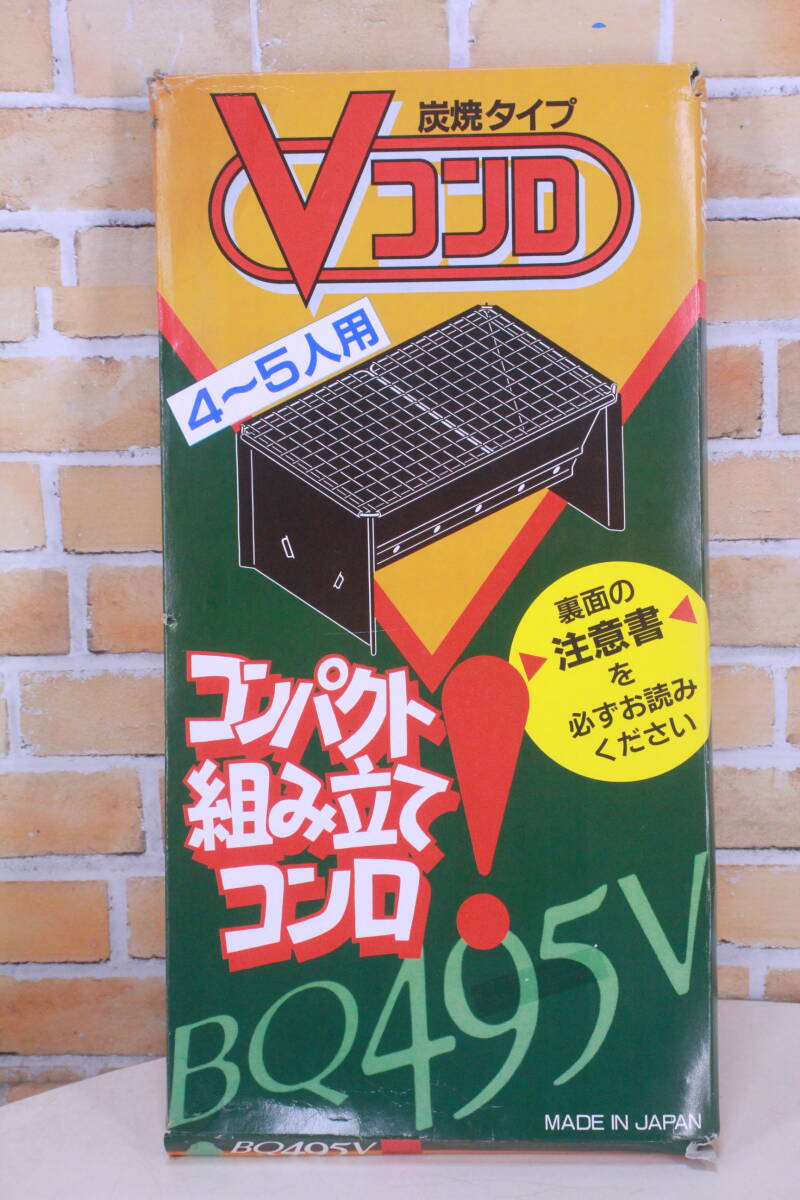 炭焼タイプ
Vコンロ
4〜5人用
裏面の
注意書
を
必ずお読み
ください
コンパクト
組み立て
コンロ
!
BQ495V
MADE IN JAPAN
BQ495V